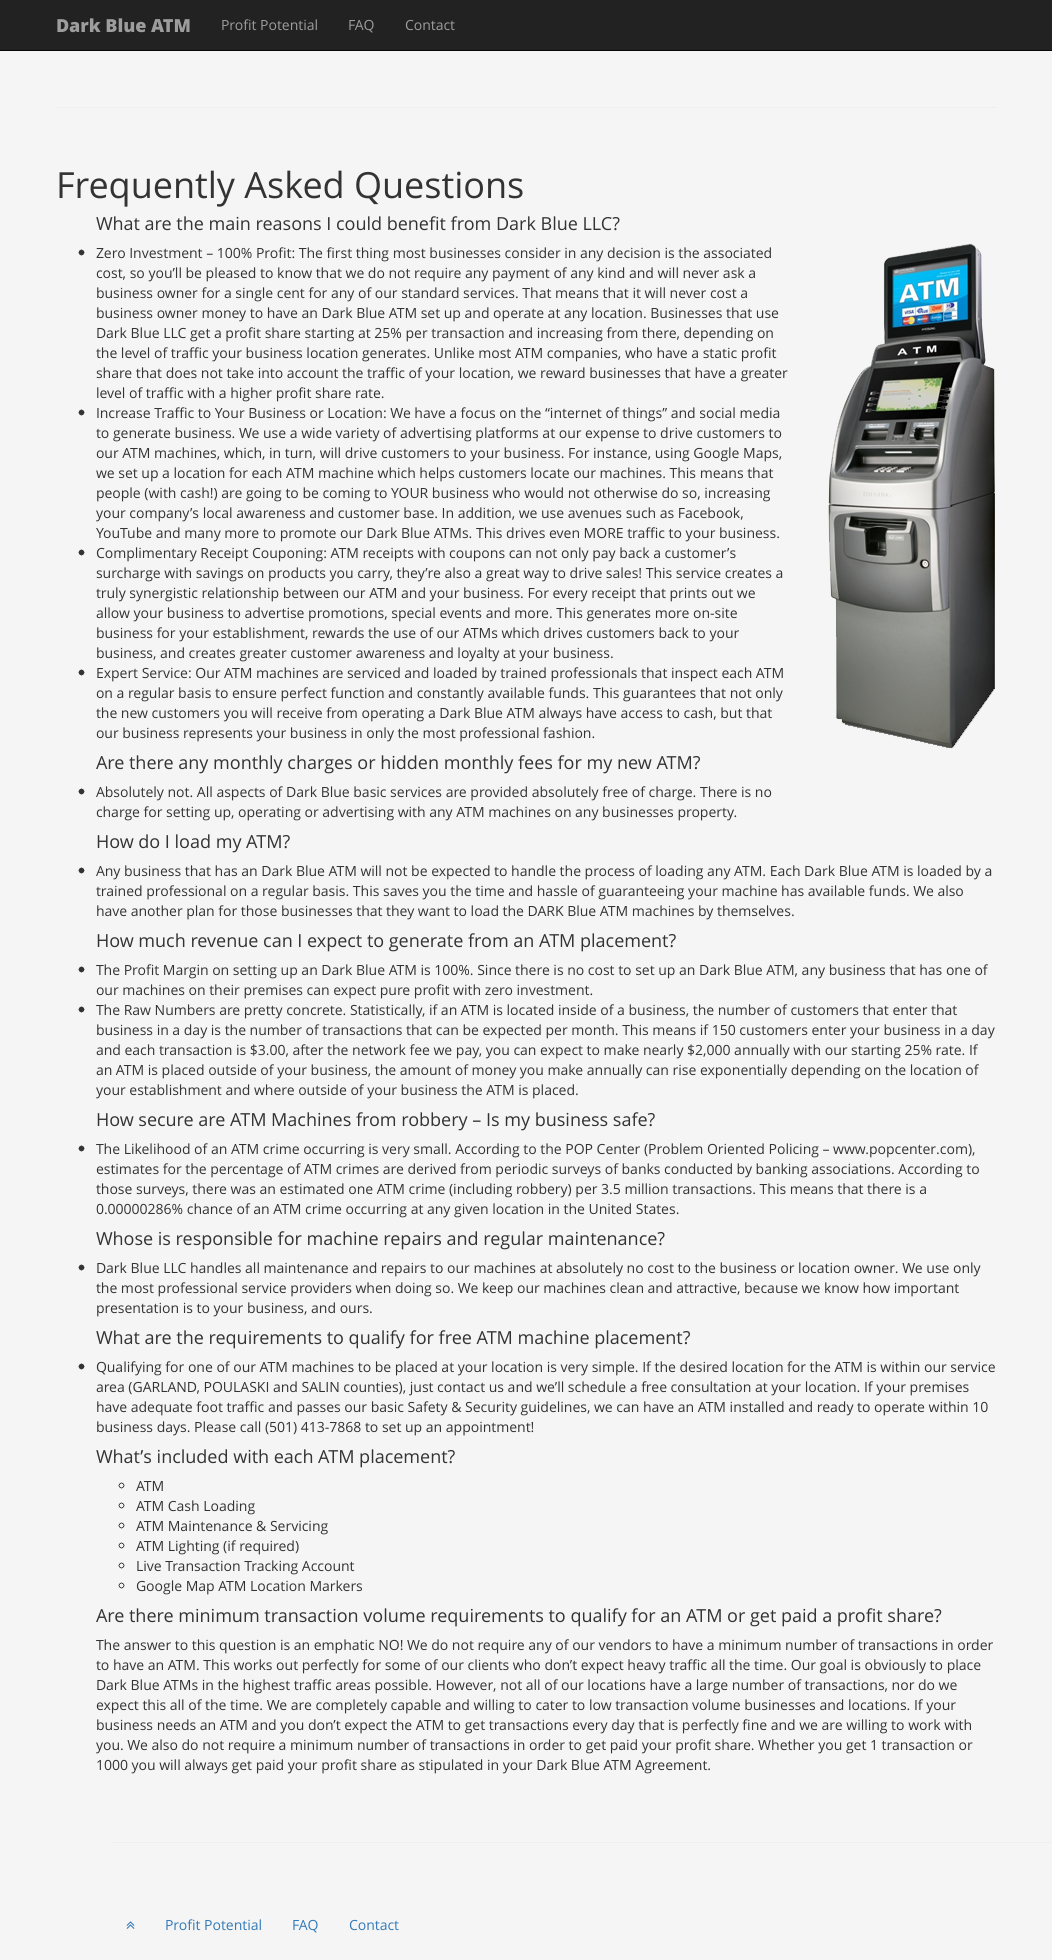 Dark Blue ATM Profit Potential FAQ Contact
Frequently Asked Questions
What are the main reasons I could benefit from Dark Blue LLC?
Zero Investment – 100% Profit: The first thing most businesses consider in any decision is the associated
cost, so you’ll be pleased to know that we do not require any payment of any kind and will never ask a
business owner for a single cent for any of our standard services. That means that it will never cost a
business owner money to have an Dark Blue ATM set up and operate at any location. Businesses that use
Dark Blue LLC get a profit share starting at 25% per transaction and increasing from there, depending on
the level of traffic your business location generates. Unlike most ATM companies, who have a static profit
share that does not take into account the traffic of your location, we reward businesses that have a greater
level of traffic with a higher profit share rate.
Increase Traffic to Your Business or Location: We have a focus on the “internet of things” and social media
to generate business. We use a wide variety of advertising platforms at our expense to drive customers to
our ATM machines, which, in turn, will drive customers to your business. For instance, using Google Maps,
we set up a location for each ATM machine which helps customers locate our machines. This means that
people (with cash!) are going to be coming to YOUR business who would not otherwise do so, increasing
your company’s local awareness and customer base. In addition, we use avenues such as Facebook,
YouTube and many more to promote our Dark Blue ATMs. This drives even MORE traffic to your business.
Complimentary Receipt Couponing: ATM receipts with coupons can not only pay back a customer’s
surcharge with savings on products you carry, they’re also a great way to drive sales! This service creates a
truly synergistic relationship between our ATM and your business. For every receipt that prints out we
allow your business to advertise promotions, special events and more. This generates more on-site
business for your establishment, rewards the use of our ATMs which drives customers back to your
business, and creates greater customer awareness and loyalty at your business.
Expert Service: Our ATM machines are serviced and loaded by trained professionals that inspect each ATM
on a regular basis to ensure perfect function and constantly available funds. This guarantees that not only
the new customers you will receive from operating a Dark Blue ATM always have access to cash, but that
our business represents your business in only the most professional fashion.
ATM
VISA
ATM
Are there any monthly charges or hidden monthly fees for my new ATM?
Absolutely not. All aspects of Dark Blue basic services are provided absolutely free of charge. There is no
charge for setting up, operating or advertising with any ATM machines on any businesses property.
How do I load my ATM?
Any business that has an Dark Blue ATM will not be expected to handle the process of loading any ATM. Each Dark Blue ATM is loaded by a
trained professional on a regular basis. This saves you the time and hassle of guaranteeing your machine has available funds. We also
have another plan for those businesses that they want to load the DARK Blue ATM machines by themselves.
How much revenue can I expect to generate from an ATM placement?
The Profit Margin on setting up an Dark Blue ATM is 100%. Since there is no cost to set up an Dark Blue ATM, any business that has one of
our machines on their premises can expect pure profit with zero investment.
The Raw Numbers are pretty concrete. Statistically, if an ATM is located inside of a business, the number of customers that enter that
business in a day is the number of transactions that can be expected per month. This means if 150 customers enter your business in a day
and each transaction is $3.00, after the network fee we pay, you can expect to make nearly $2,000 annually with our starting 25% rate. If
an ATM is placed outside of your business, the amount of money you make annually can rise exponentially depending on the location of
your establishment and where outside of your business the ATM is placed.
How secure are ATM Machines from robbery – Is my business safe?
The Likelihood of an ATM crime occurring is very small. According to the POP Center (Problem Oriented Policing – www.popcenter.com),
estimates for the percentage of ATM crimes are derived from periodic surveys of banks conducted by banking associations. According to
those surveys, there was an estimated one ATM crime (including robbery) per 3.5 million transactions. This means that there is a
0.00000286% chance of an ATM crime occurring at any given location in the United States.
Whose is responsible for machine repairs and regular maintenance?
Dark Blue LLC handles all maintenance and repairs to our machines at absolutely no cost to the business or location owner. We use only
the most professional service providers when doing so. We keep our machines clean and attractive, because we know how important
presentation is to your business, and ours.
What are the requirements to qualify for free ATM machine placement?
Qualifying for one of our ATM machines to be placed at your location is very simple. If the desired location for the ATM is within our service
area (GARLAND, POULASKI and SALIN counties), just contact us and we’ll schedule a free consultation at your location. If your premises
have adequate foot traffic and passes our basic Safety & Security guidelines, we can have an ATM installed and ready to operate within 10
business days. Please call (501) 413-7868 to set up an appointment!
What’s included with each ATM placement?
ATM
ATM Cash Loading
ATM Maintenance & Servicing
ATM Lighting (if required)
Live Transaction Tracking Account
Google Map ATM Location Markers
Are there minimum transaction volume requirements to qualify for an ATM or get paid a profit share?
The answer to this question is an emphatic NO! We do not require any of our vendors to have a minimum number of transactions in order
to have an ATM. This works out perfectly for some of our clients who don’t expect heavy traffic all the time. Our goal is obviously to place
Dark Blue ATMs in the highest traffic areas possible. However, not all of our locations have a large number of transactions, nor do we
expect this all of the time. We are completely capable and willing to cater to low transaction volume businesses and locations. If your
business needs an ATM and you don’t expect the ATM to get transactions every day that is perfectly fine and we are willing to work with
you. We also do not require a minimum number of transactions in order to get paid your profit share. Whether you get 1 transaction or
1000 you will always get paid your profit share as stipulated in your Dark Blue ATM Agreement.
Profit Potential FAQ Contact